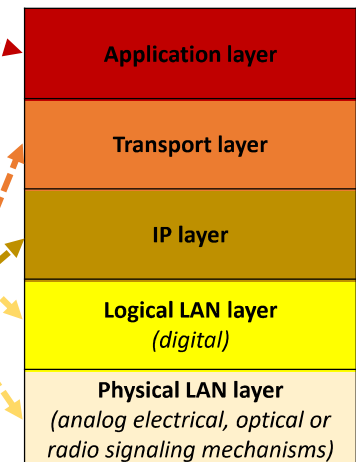 Application layer
Transport layer
IP layer
Logical LAN layer
(digital)
Physical LAN layer
(analog electrical, optical or
radio signaling mechanisms)